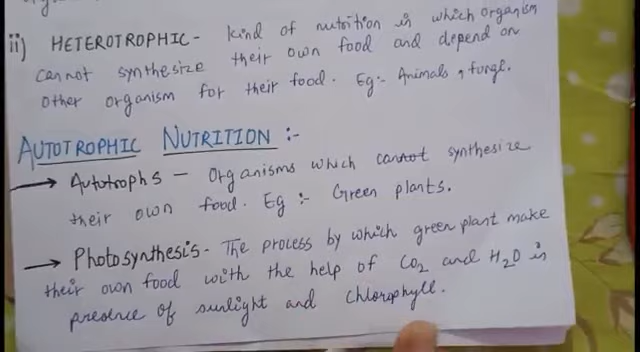 ii) HETEROTROPHIC - kind of nutrition in which organism
cannot synthesize their own food and depend on
other organism for their food. Eg:- Animals, fungi.
AUTOTROPHIC NUTRITION :-
→ Autotrophs - Organisms which cannot synthesize
their own food. Eg :- Green plants.
→ Photosynthesis - The process by which green plant make
their own food with the help of CO2 and H2O in
presence of sunlight and chlorophyll.